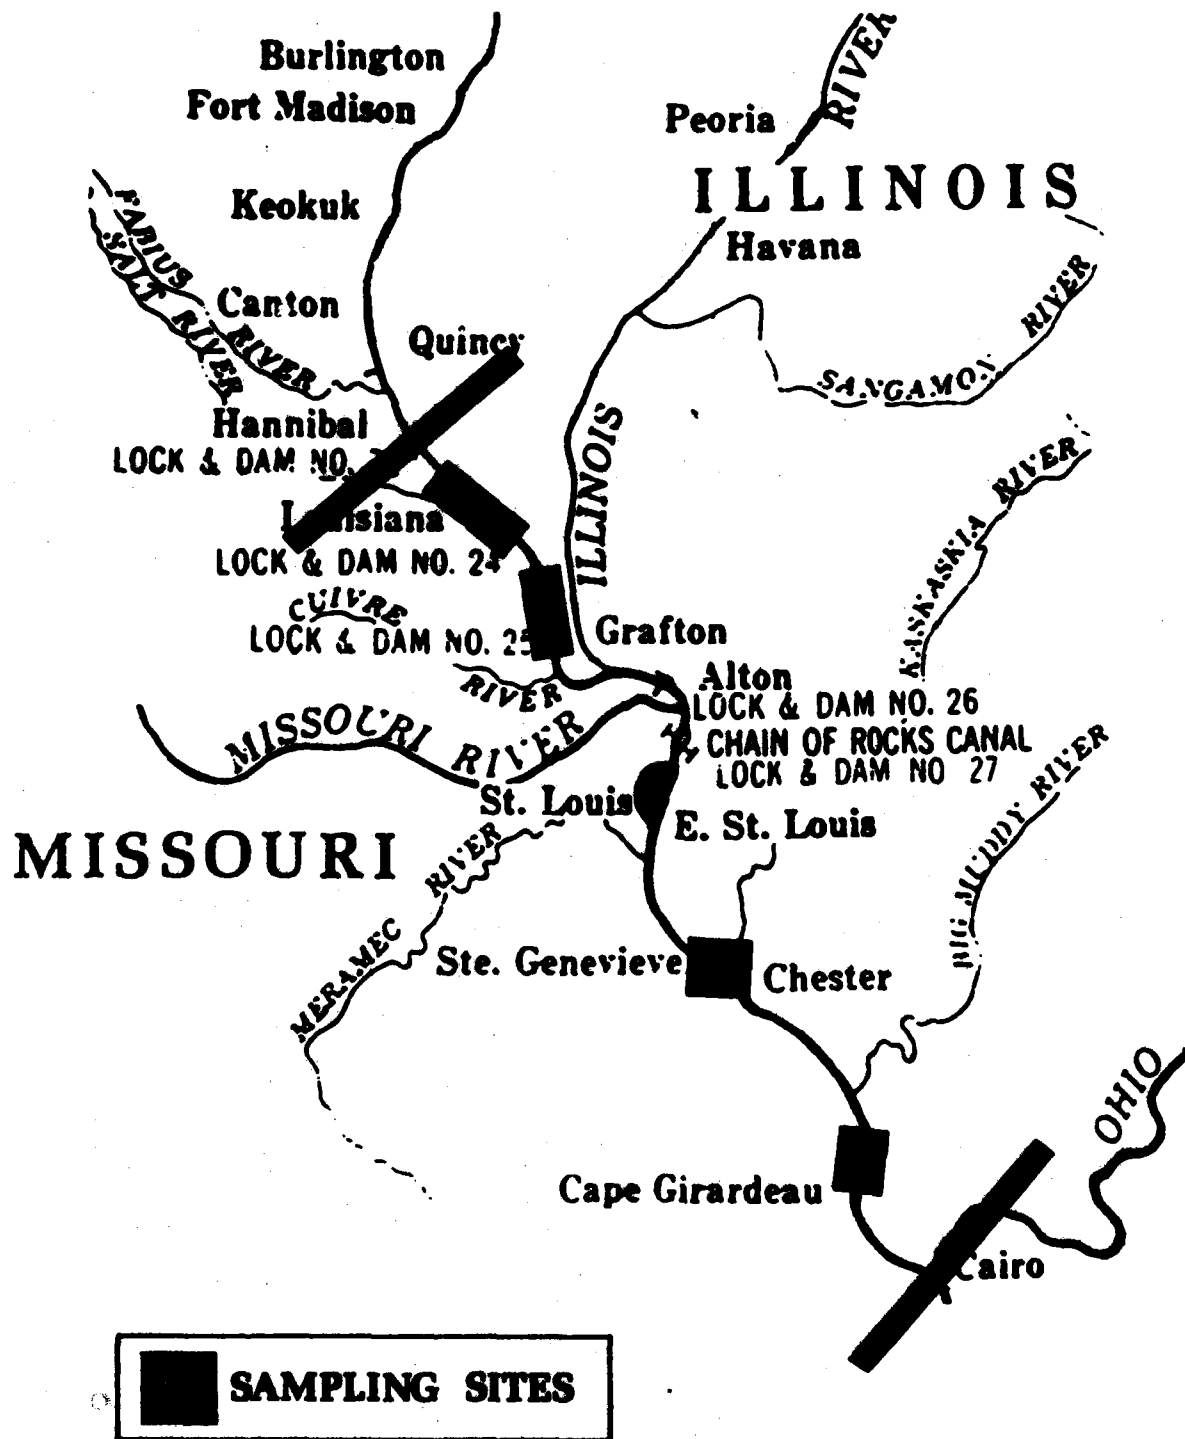 Burlington
Fort Madison
Peoria
RIVER
ILLINOIS
Keokuk
Havana
FABIUS RIVER
SALT RIVER
Canton
Quincy
SANGAMON RIVER
Hannibal
LOCK & DAM NO.
ILLINOIS
KASKASKIA RIVER
Louisiana
LOCK & DAM NO. 24
CUIVRE RIVER
LOCK & DAM NO. 25
Grafton
Alton
LOCK & DAM NO. 26
MISSOURI RIVER
CHAIN OF ROCKS CANAL
LOCK & DAM NO 27
St. Louis
E. St. Louis
BIG MUDDY RIVER
MISSOURI
MERAMEC RIVER
Ste. Genevieve
Chester
OHIO
Cape Girardeau
Cairo
SAMPLING SITES